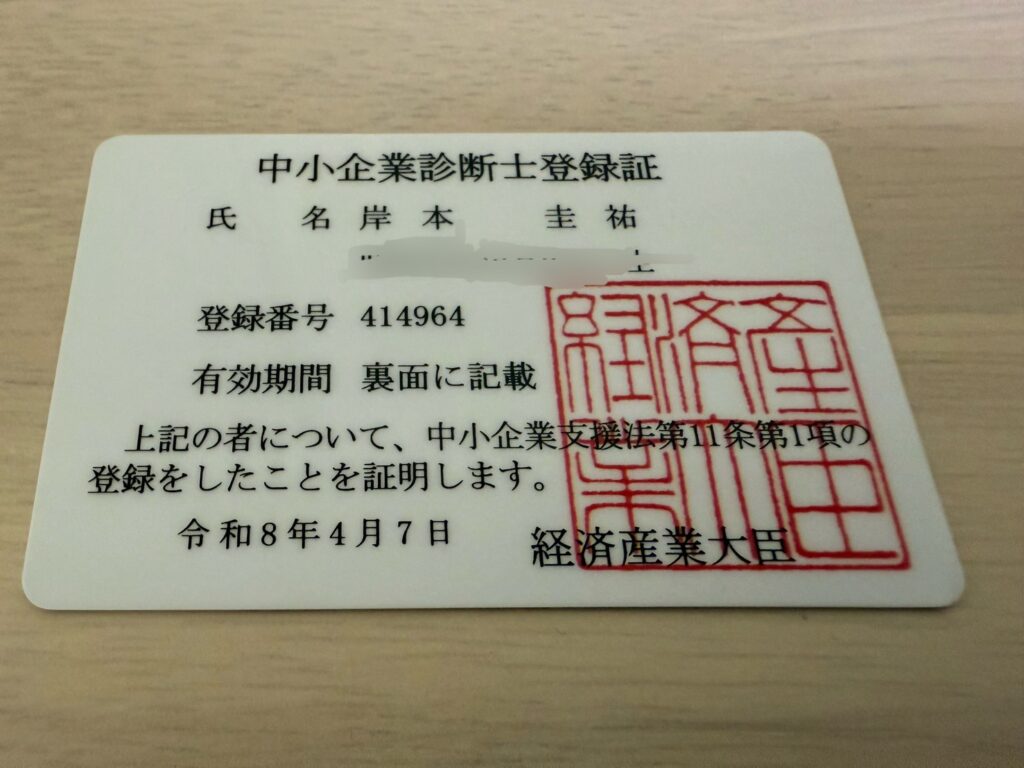 中小企業診断士登録証
氏　　名 岸 本　　圭 祐
登録番号 414964
有効期間 裏面に記載
上記の者について、中小企業支援法第11条第1項の
登録をしたことを証明します。
令和8年4月7日
経済産業大臣